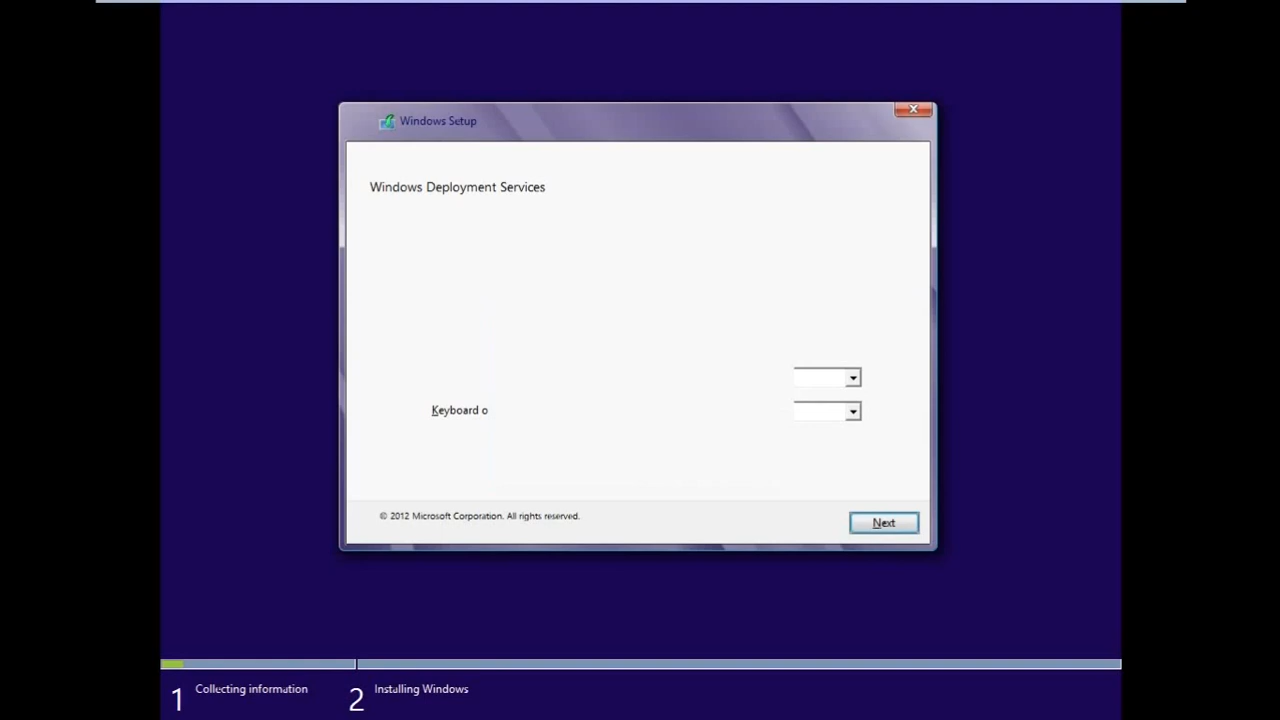 Windows Setup
Windows Deployment Services
Keyboard o
© 2012 Microsoft Corporation. All rights reserved.
Next
1 Collecting information
2 Installing Windows